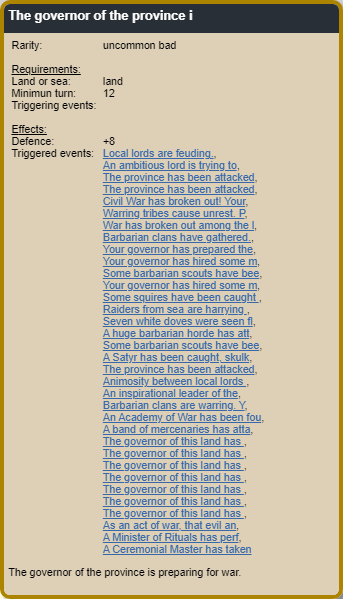 The governor of the province i
Rarity: uncommon bad
Requirements:
Land or sea: land
Minimun turn: 12
Triggering events:
Effects:
Defence: +8
Triggered events: Local lords are feuding.,
An ambitious lord is trying to,
The province has been attacked,
The province has been attacked,
Civil War has broken out! Your,
Warring tribes cause unrest. P,
War has broken out among the l,
Barbarian clans have gathered.,
Your governor has prepared the,
Your governor has hired some m,
Some barbarian scouts have bee,
Your governor has hired some m,
Some squires have been caught ,
Raiders from sea are harrying ,
Seven white doves were seen fl,
A huge barbarian horde has att,
Some barbarian scouts have bee,
A Satyr has been caught, skulk,
The province has been attacked,
Animosity between local lords ,
An inspirational leader of the,
Barbarian clans are warring. Y,
An Academy of War has been fou,
A band of mercenaries has atta,
The governor of this land has ,
The governor of this land has ,
The governor of this land has ,
The governor of this land has ,
The governor of this land has ,
The governor of this land has ,
The governor of this land has ,
As an act of war, that evil an,
A Minister of Rituals has perf,
A Ceremonial Master has taken
The governor of the province is preparing for war.